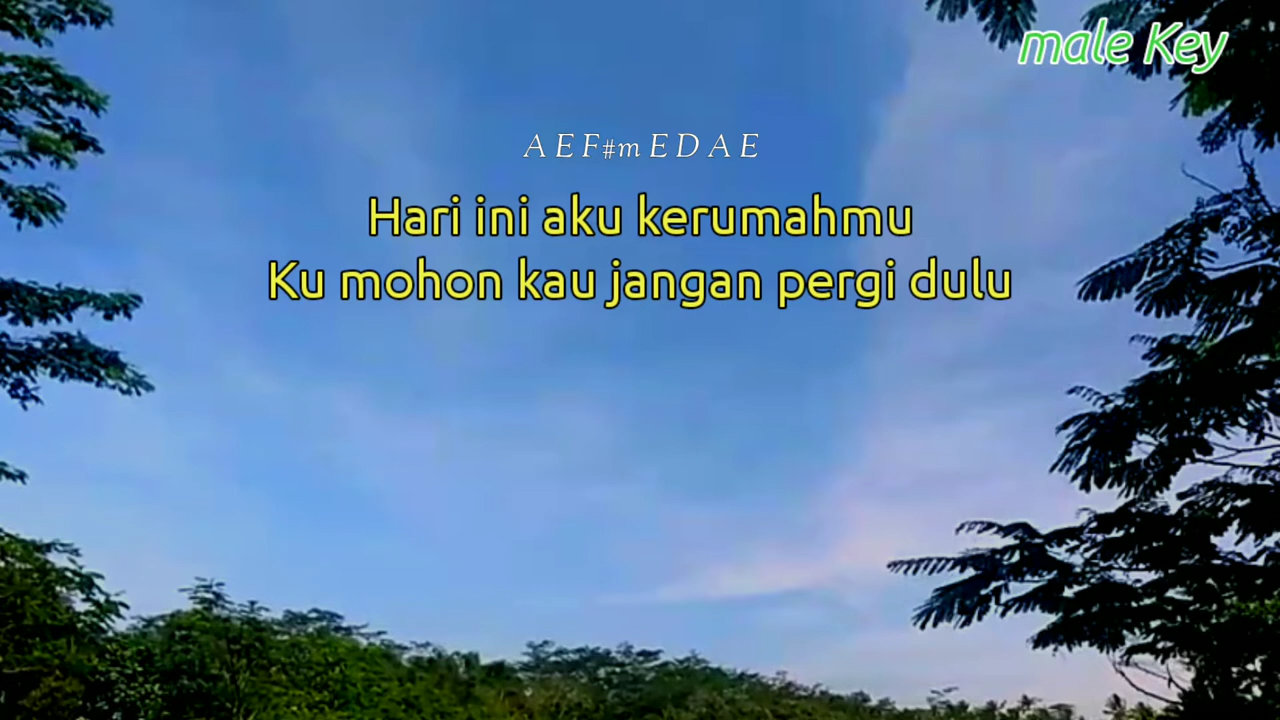 male Key
A E F#m E D A E
Hari ini aku kerumahmu
Ku mohon kau jangan pergi dulu